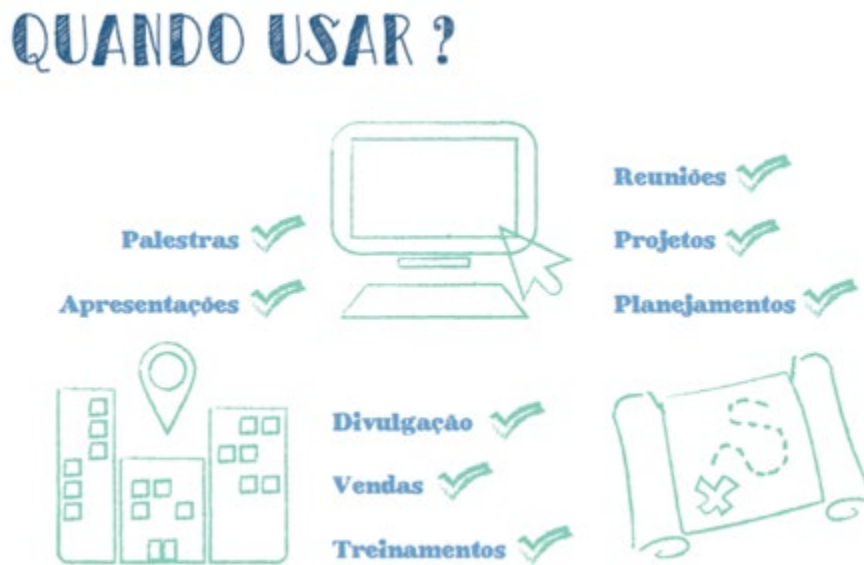 QUANDO USAR ?
Palestras
Apresentações
Reuniões
Projetos
Planejamentos
Divulgação
Vendas
Treinamentos